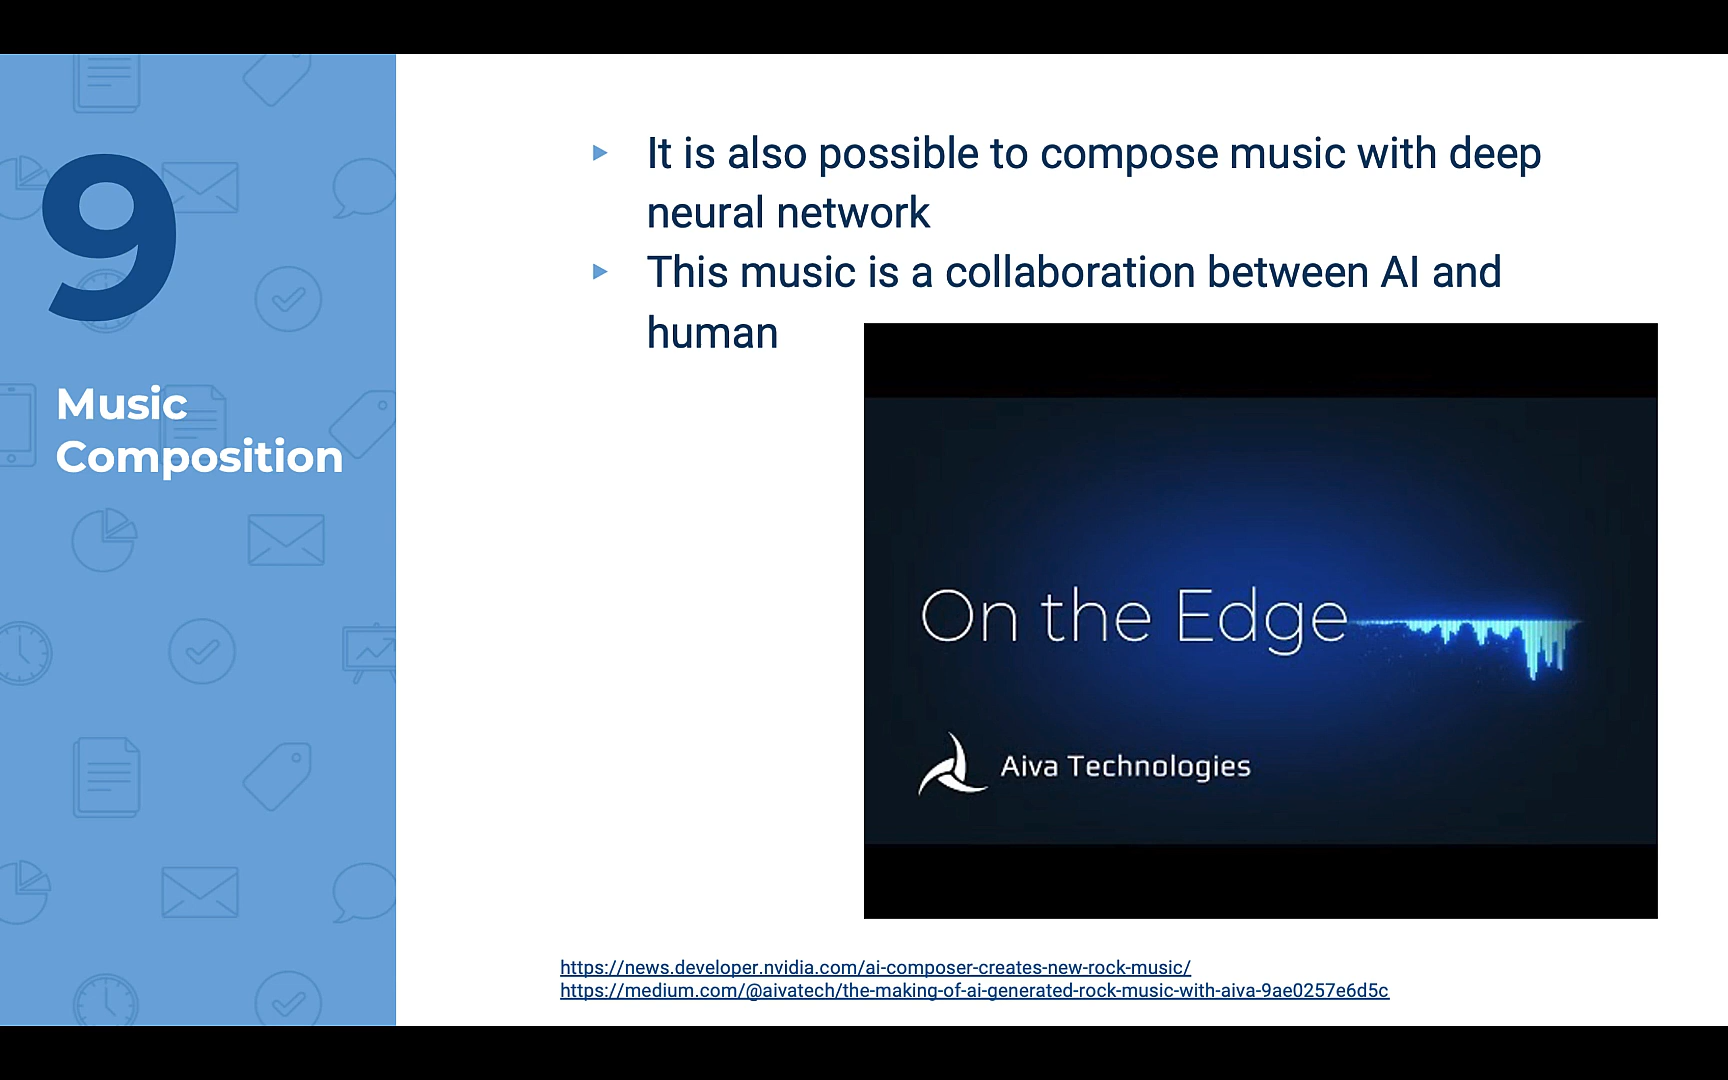 9
Music
Composition
It is also possible to compose music with deep
neural network
This music is a collaboration between AI and
human
On the Edge
Aiva Technologies
https://news.developer.nvidia.com/ai-composer-creates-new-rock-music/
https://medium.com/@aivatech/the-making-of-ai-generated-rock-music-with-aiva-9ae0257e6d5c